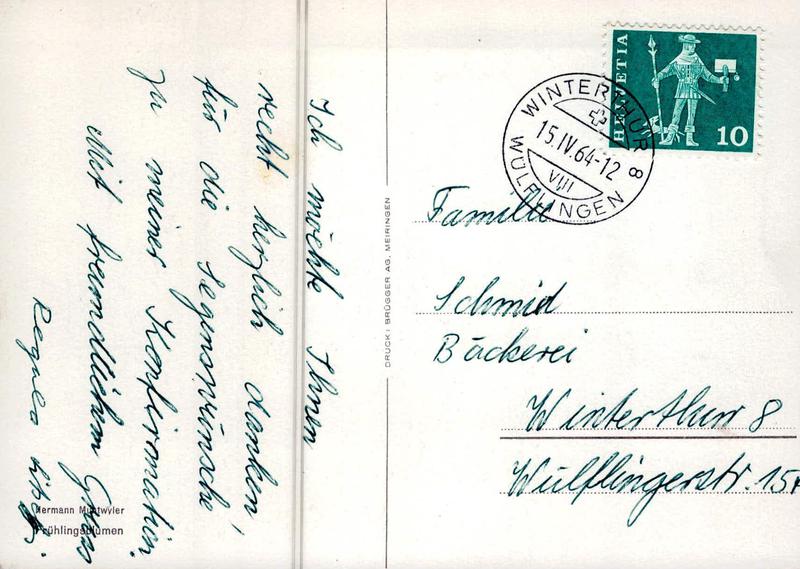 Ich möchte Ihnen
recht herzlich danken
für die Segenswünsche
zu meiner Konfirmation.
Mit freundlichem Gruss
Regula
Hermann Muntwyler
Frühlingsblumen
DRUCK: BRÜGGER AG, MEIRINGEN
HELVETIA
10
WINTERTHUR 8
15.IV.64-12
VIII
WÜLFLINGEN
Familie
Schmid
Bäckerei
Winterthur 8
Wülflingerstr.